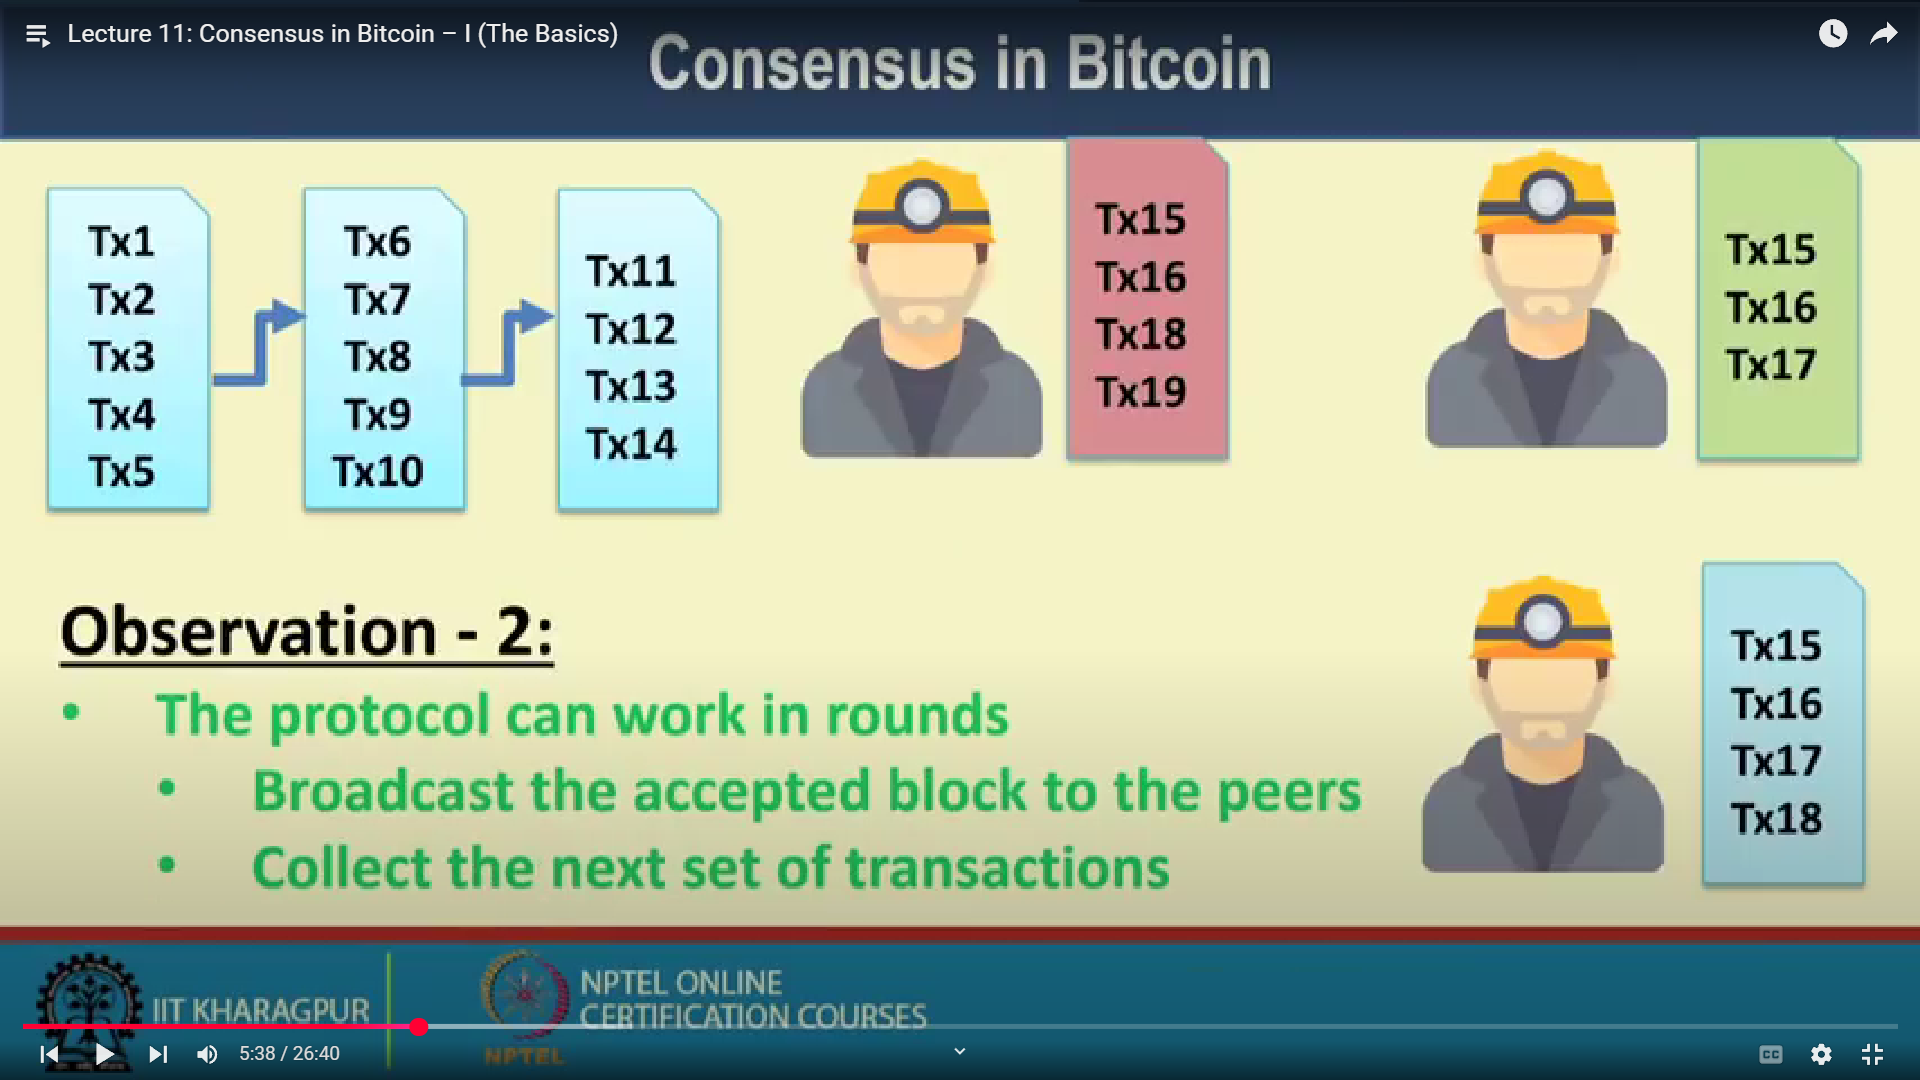 Lecture 11: Consensus in Bitcoin – I (The Basics)
Consensus in Bitcoin
Tx1
Tx2
Tx3
Tx4
Tx5
Tx6
Tx7
Tx8
Tx9
Tx10
Tx11
Tx12
Tx13
Tx14
Tx15
Tx16
Tx18
Tx19
Tx15
Tx16
Tx17
Observation - 2:
• The protocol can work in rounds
• Broadcast the accepted block to the peers
• Collect the next set of transactions
Tx15
Tx16
Tx17
Tx18
IIT KHARAGPUR
NPTEL
NPTEL ONLINE
CERTIFICATION COURSES
5:38 / 26:40
CC